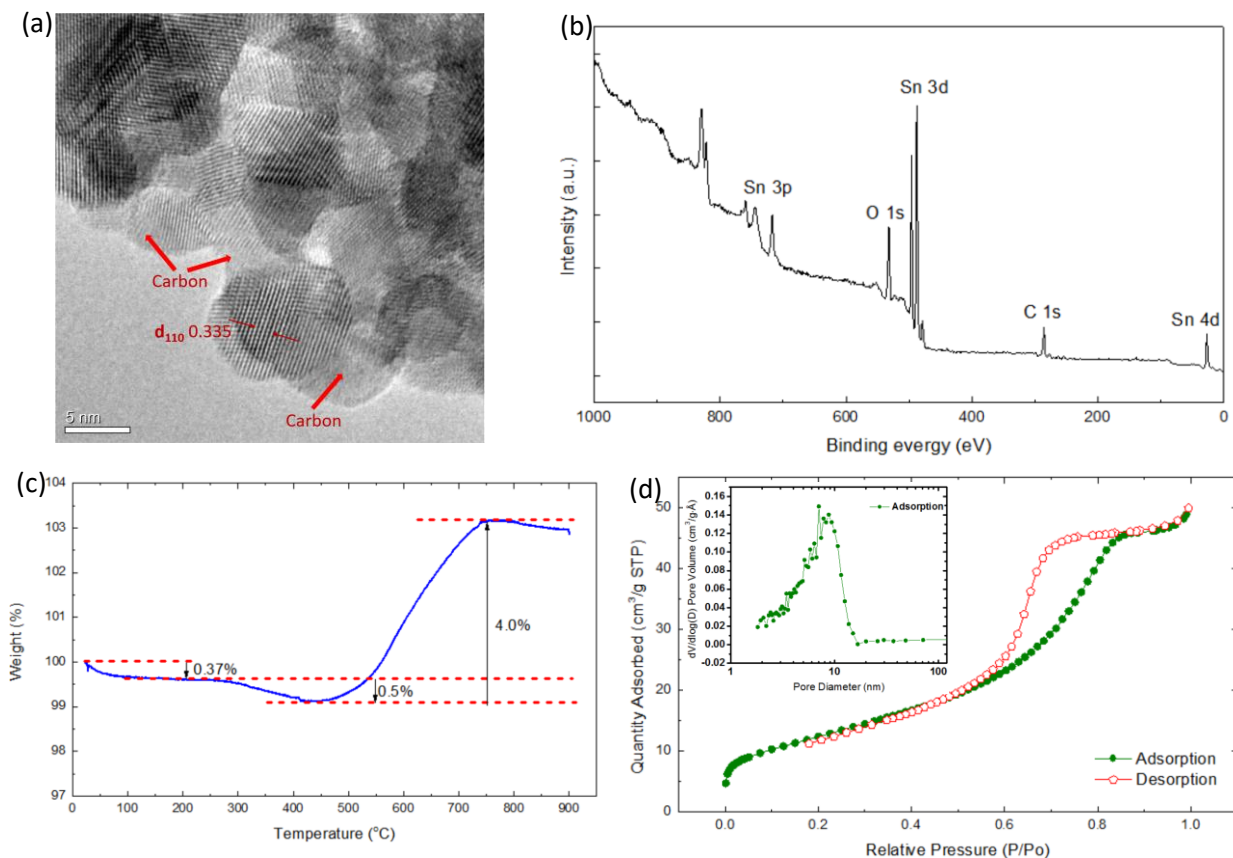 (a)
Carbon
d110 0.335
Carbon
5 nm
(b)
Sn 3d
Sn 3p
O 1s
C 1s
Sn 4d
Intensity (a.u.)
1000 800 600 400 200 0
Binding evergy (eV)
(c)
104
103
102
101
100
99
98
97
0.37%
0.5%
4.0%
Weight (%)
0 100 200 300 400 500 600 700 800 900
Temperature (°C)
(d)
50
40
30
20
10
0
Quantity Adsorbed (cm³/g STP)
0.16
0.14
0.12
0.10
0.08
0.06
0.04
0.02
0.00
-0.02
dV/dlog(D) Pore Volume (cm³/g·Å)
Adsorption
1 10 100
Pore Diameter (nm)
Adsorption
Desorption
0.0 0.2 0.4 0.6 0.8 1.0
Relative Pressure (P/Po)